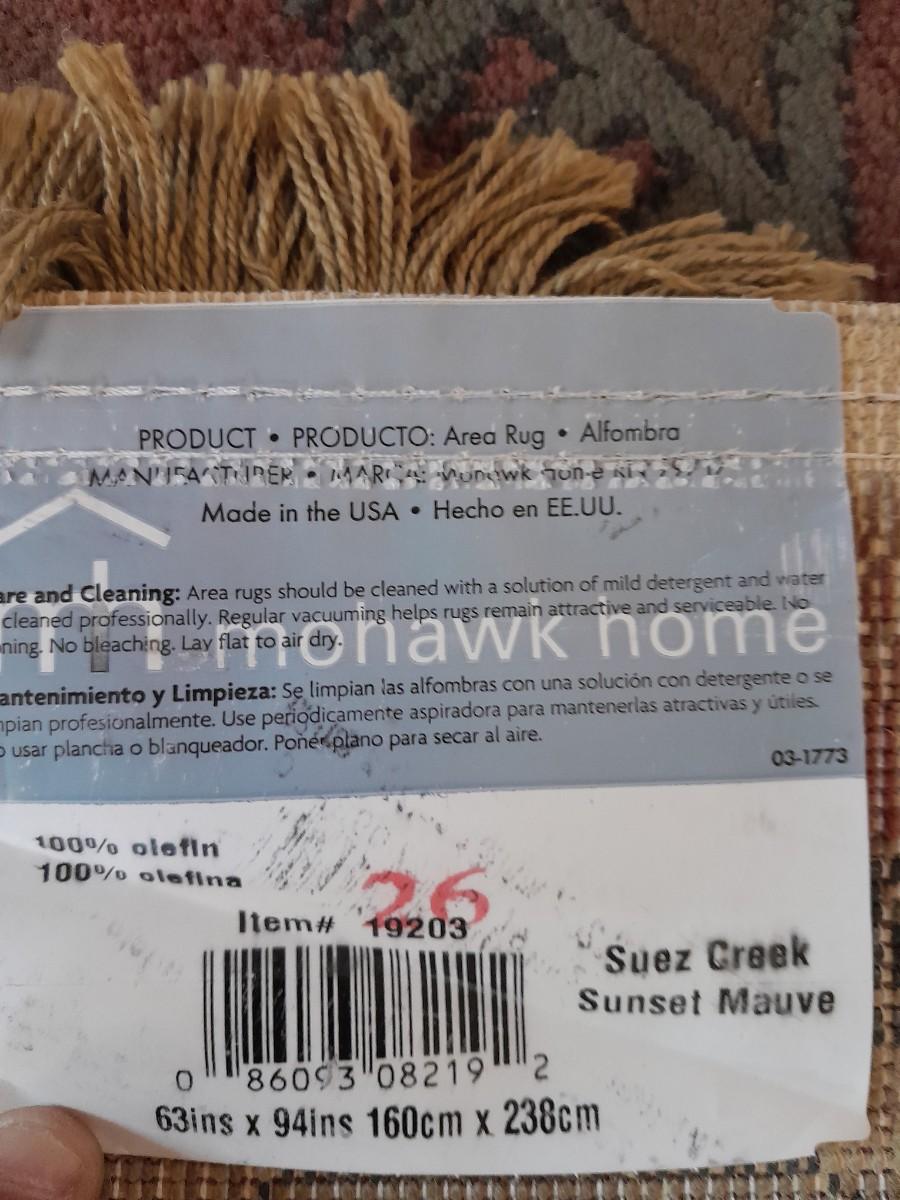 PRODUCT • PRODUCTO: Area Rug • Alfombra
MANUFACTURER • MARCA: Mohawk Home
Made in the USA • Hecho en EE.UU.
mohawk home
are and Cleaning: Area rugs should be cleaned with a solution of mild detergent and water
cleaned professionally. Regular vacuuming helps rugs remain attractive and serviceable. No
ning. No bleaching. Lay flat to air dry.
antenimiento y Limpieza: Se limpian las alfombras con una solución con detergente o se
mpian profesionalmente. Use periodicamente aspiradora para mantenerlas atractivas y útiles.
o usar plancha o blanqueador. Poner plano para secar al aire.
03-1773
100% olefin
100% olefina
26
Item# 19203
Suez Creek
Sunset Mauve
0 86093 08219 2
63ins x 94ins 160cm x 238cm